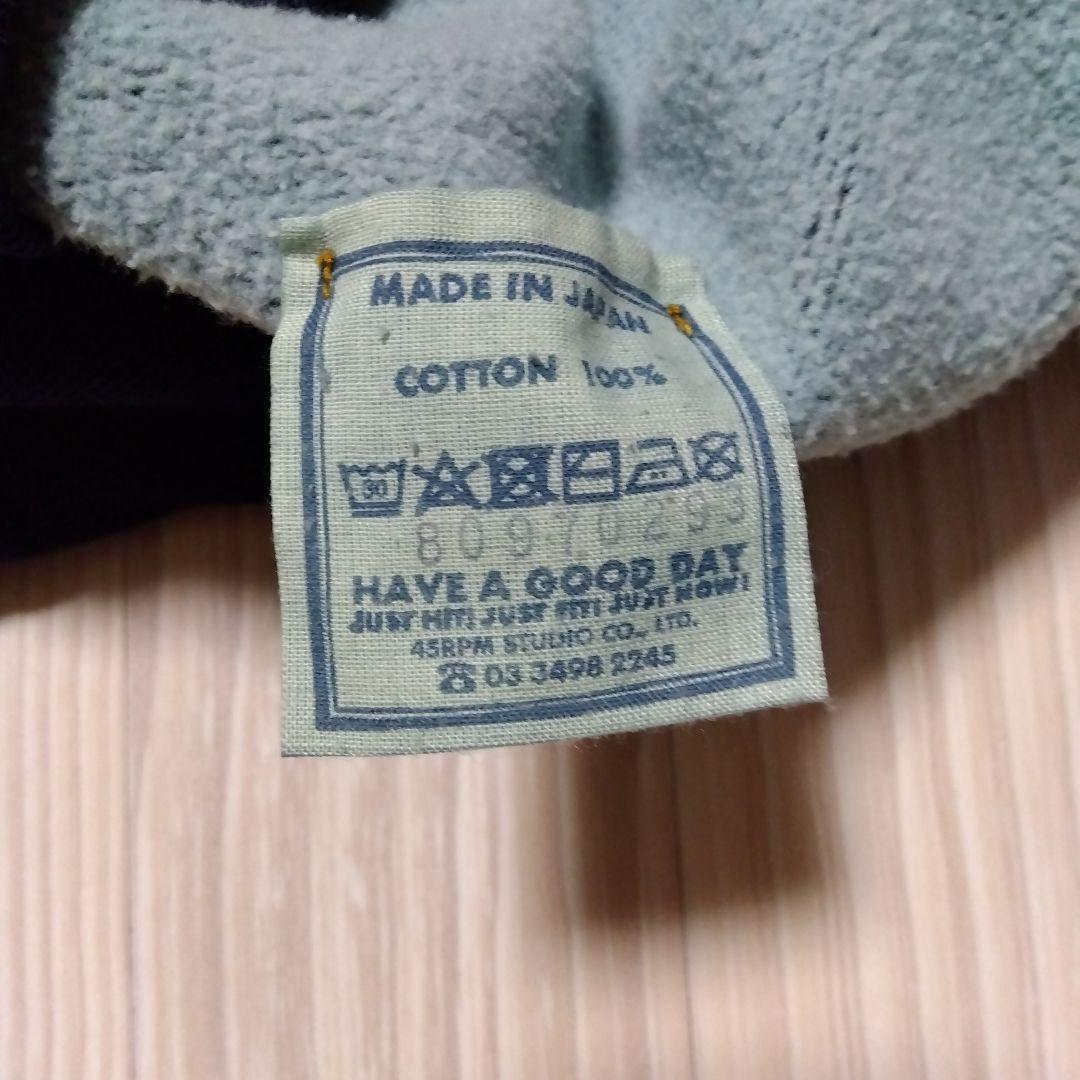 MADE IN JAPAN
COTTON 100%
30
80970293
HAVE A GOOD DAY
JUST HIT! JUST FIT! JUST NOW!
45RPM STUDIO CO., LTD.
☎ 03 3498 2245